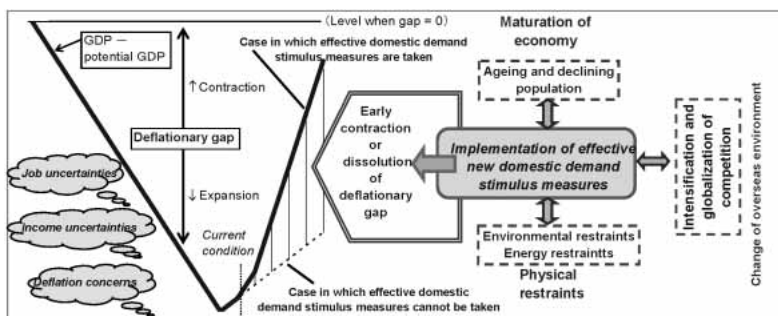 (Level when gap = 0)
GDP –
potential GDP
↑Contraction
Deflationary gap
↓Expansion
Job uncertainties
Income uncertainties
Deflation concerns
Current
condition
Case in which effective domestic demand
stimulus measures are taken
Case in which effective domestic
demand stimulus measures cannot be taken
Early
contraction
or
dissolution
of
deflationary
gap
Maturation of
economy
Ageing and declining
population
Implementation of effective
new domestic demand
stimulus measures
Environmental restraints
Energy restraintts
Physical
restraints
Intensification and
globalization of
competition
Change of overseas environment